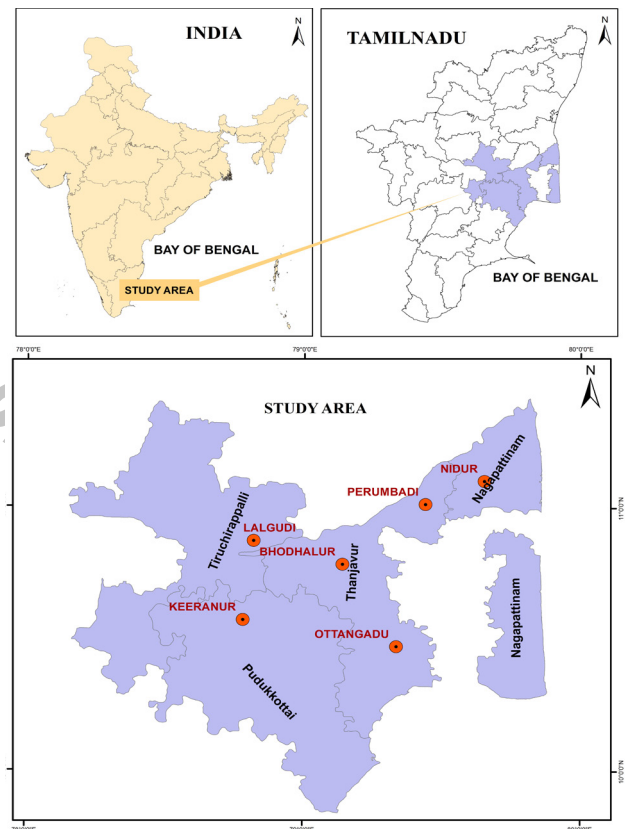 INDIA
N
BAY OF BENGAL
STUDY AREA
TAMILNADU
N
BAY OF BENGAL
78°0'0"E
79°0'0"E
80°0'0"E
STUDY AREA
N
NIDUR
Nagapattinam
PERUMBADI
11°0'0"N
LALGUDI
Tiruchirappalli
BHODHALUR
Thanjavur
Nagapattinam
KEERANUR
OTTANGADU
Pudukkottai
10°0'0"N